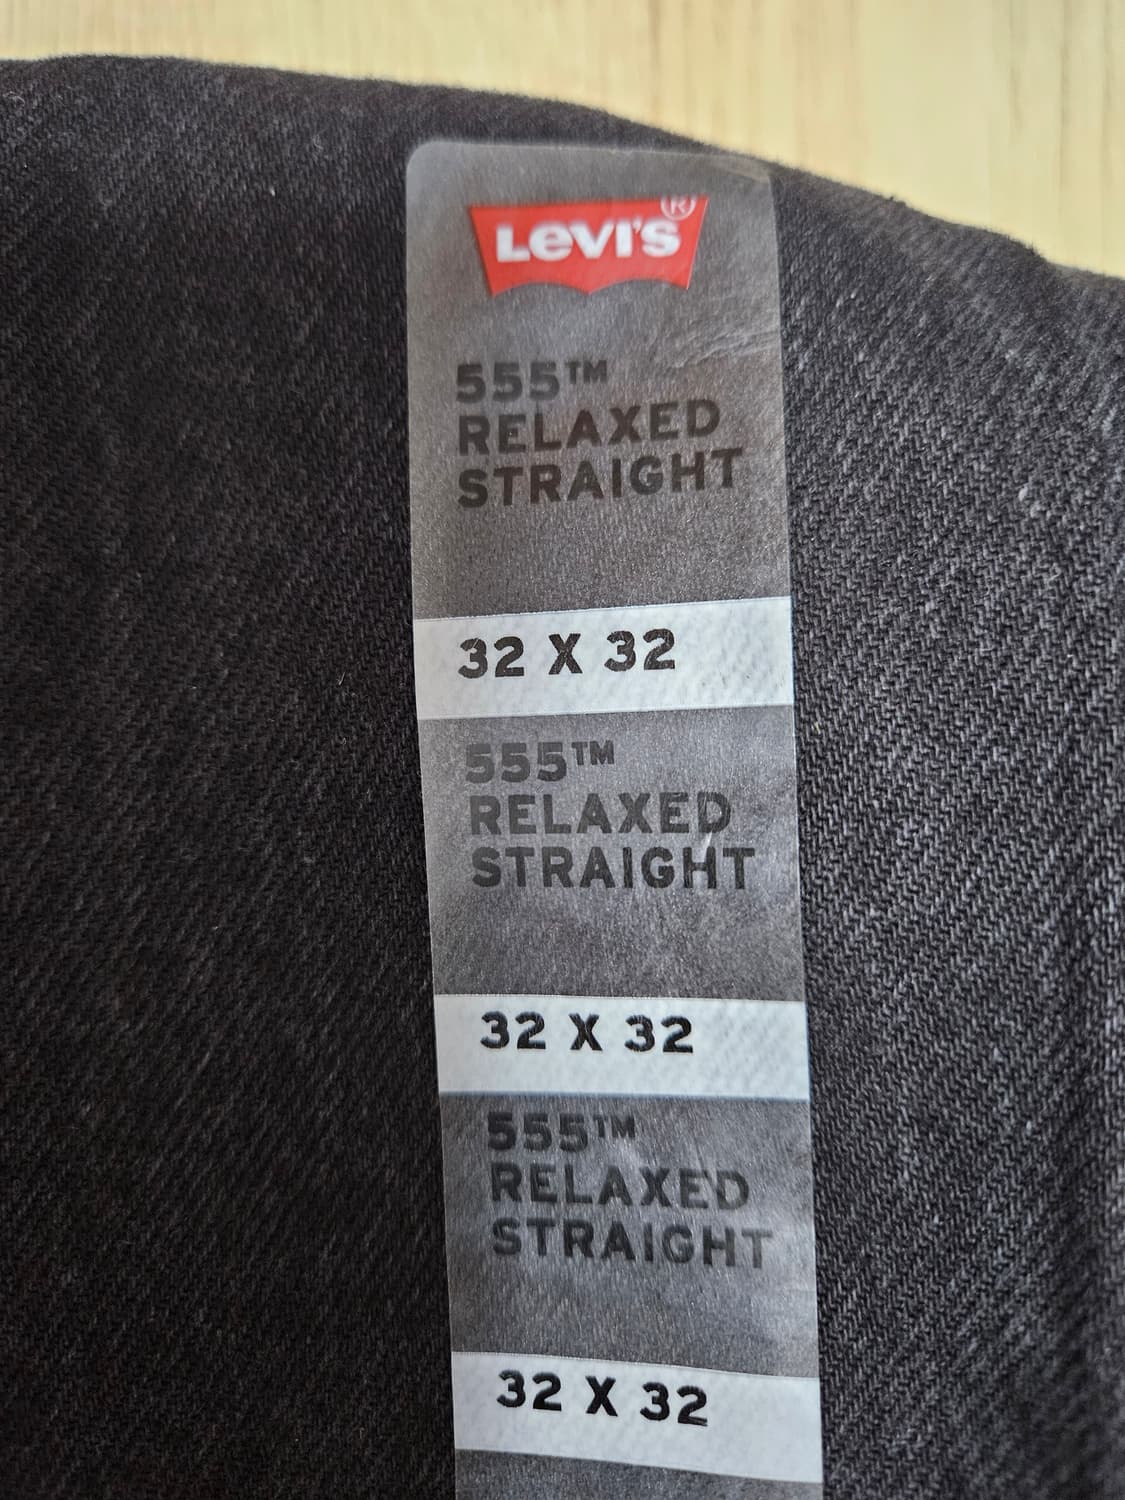 LEVI'S®
555™
RELAXED
STRAIGHT
32 X 32
555™
RELAXED
STRAIGHT
32 X 32
555™
RELAXED
STRAIGHT
32 X 32